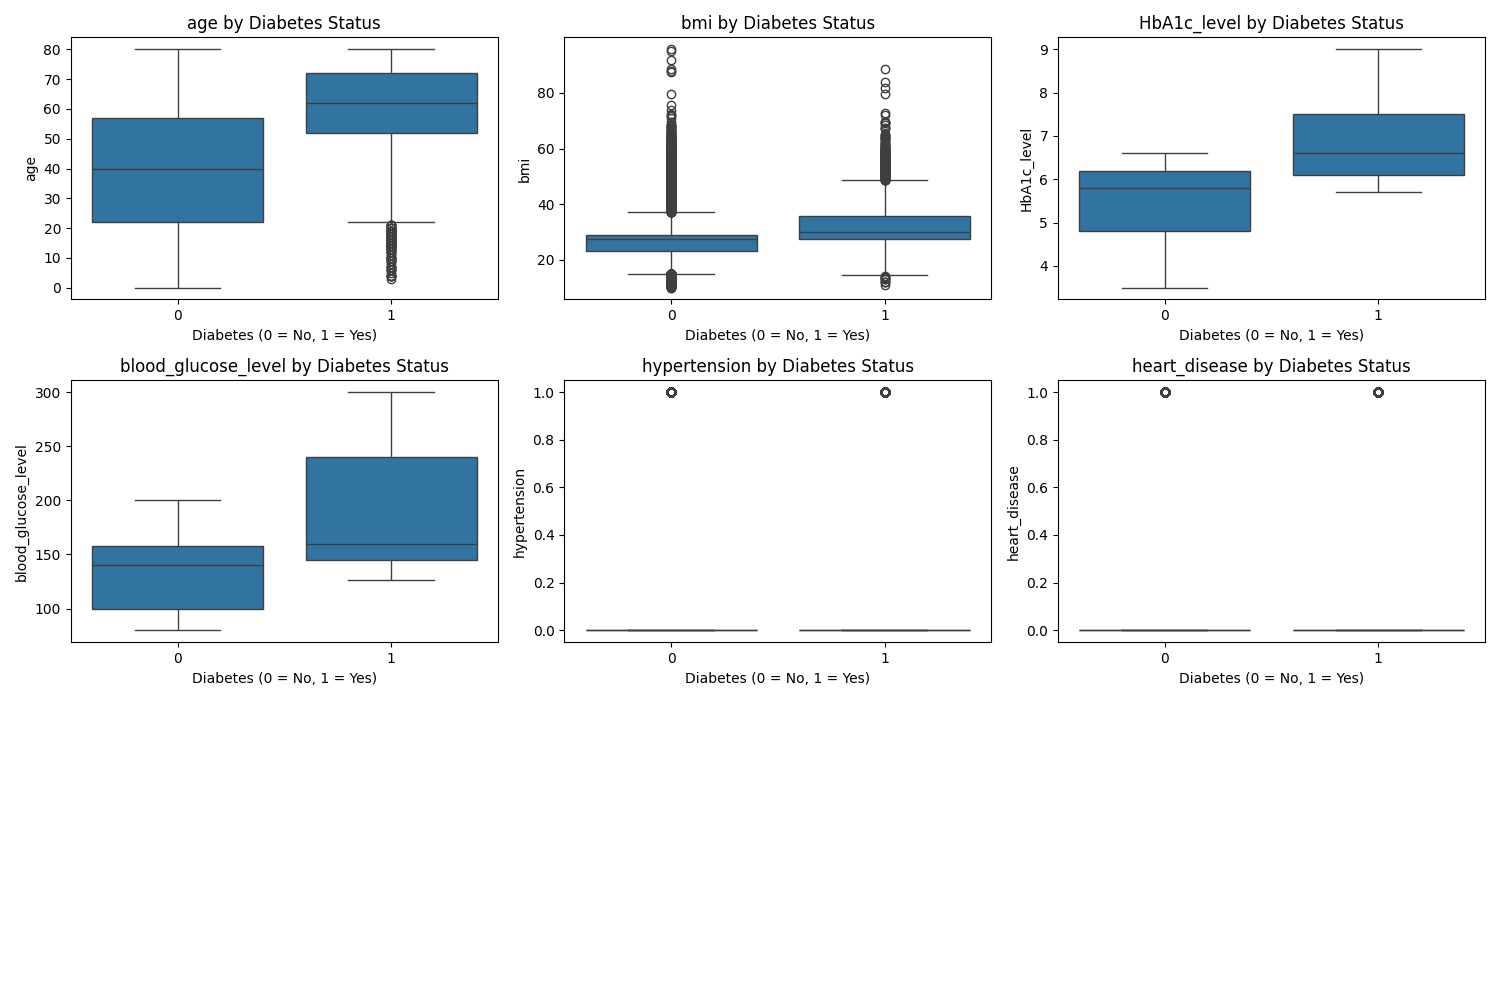 age by Diabetes Status
age
80
70
60
50
40
30
20
10
0
0
1
Diabetes (0 = No, 1 = Yes)
bmi by Diabetes Status
bmi
80
60
40
20
0
1
Diabetes (0 = No, 1 = Yes)
HbA1c_level by Diabetes Status
HbA1c_level
9
8
7
6
5
4
0
1
Diabetes (0 = No, 1 = Yes)
blood_glucose_level by Diabetes Status
blood_glucose_level
300
250
200
150
100
0
1
Diabetes (0 = No, 1 = Yes)
hypertension by Diabetes Status
hypertension
1.0
0.8
0.6
0.4
0.2
0.0
0
1
Diabetes (0 = No, 1 = Yes)
heart_disease by Diabetes Status
heart_disease
1.0
0.8
0.6
0.4
0.2
0.0
0
1
Diabetes (0 = No, 1 = Yes)